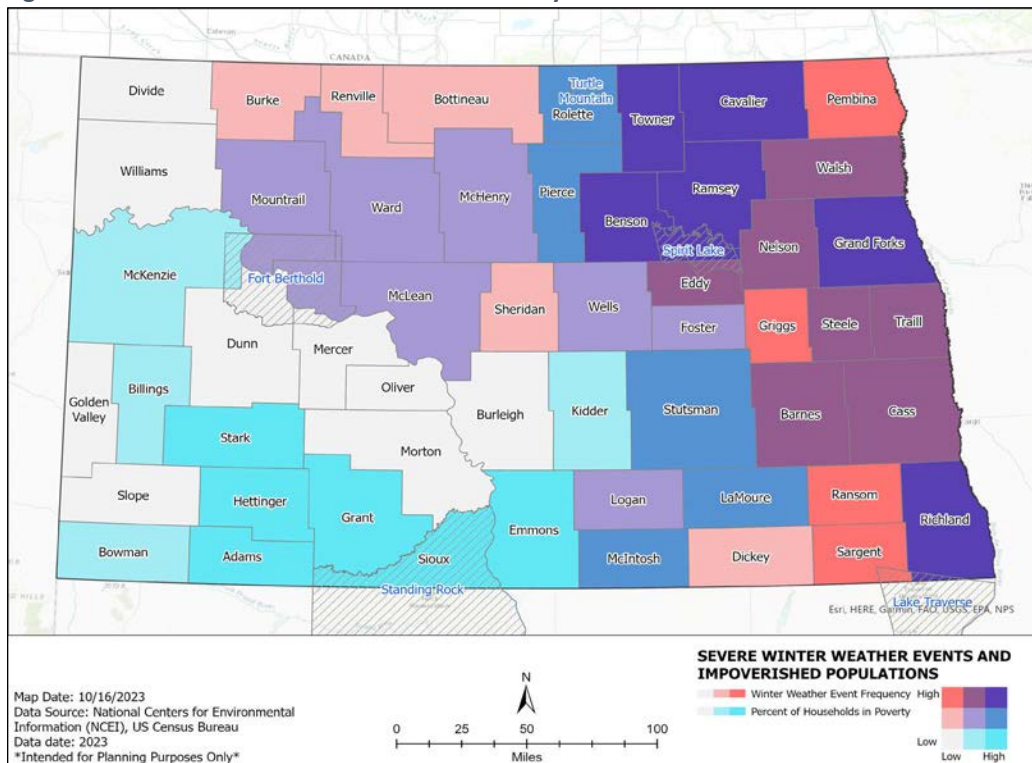 CANADA
Divide
Burke
Renville
Bottineau
Turtle
Mountain
Rolette
Towner
Cavalier
Pembina
Williams
Mountrail
Ward
McHenry
Pierce
Benson
Ramsey
Walsh
Spirit Lake
Nelson
Grand Forks
McKenzie
Fort Berthold
McLean
Sheridan
Wells
Eddy
Foster
Griggs
Steele
Traill
Dunn
Mercer
Oliver
Golden
Valley
Billings
Stark
Burleigh
Kidder
Stutsman
Barnes
Cass
Morton
Slope
Hettinger
Grant
Emmons
Logan
LaMoure
Ransom
Richland
Bowman
Adams
Sioux
McIntosh
Dickey
Sargent
Standing Rock
Lake Traverse
Esri, HERE, Garmin, FAO, USGS, EPA, NPS
Map Date: 10/16/2023
Data Source: National Centers for Environmental
Information (NCEI), US Census Bureau
Data date: 2023
*Intended for Planning Purposes Only*
N
0 50 100
Miles
SEVERE WINTER WEATHER EVENTS AND
IMPOVERISHED POPULATIONS
Winter Weather Event Frequency
Percent of Households in Poverty
High
Low
Low High